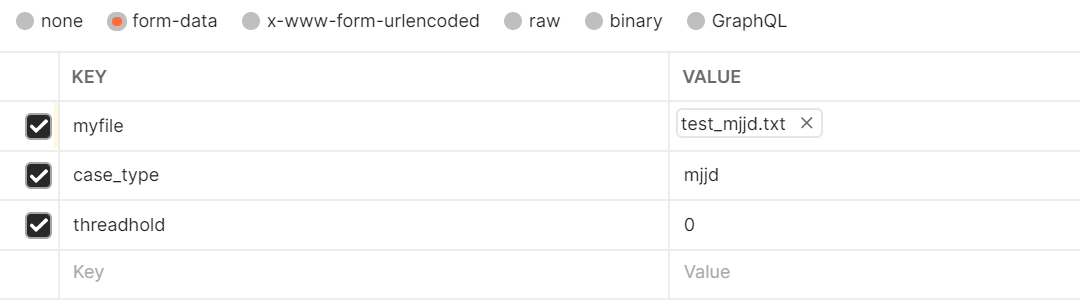 none form-data x-www-form-urlencoded raw binary GraphQL
KEY VALUE
myfile test_mjjd.txt ×
case_type mjjd
threadhold 0
Key Value